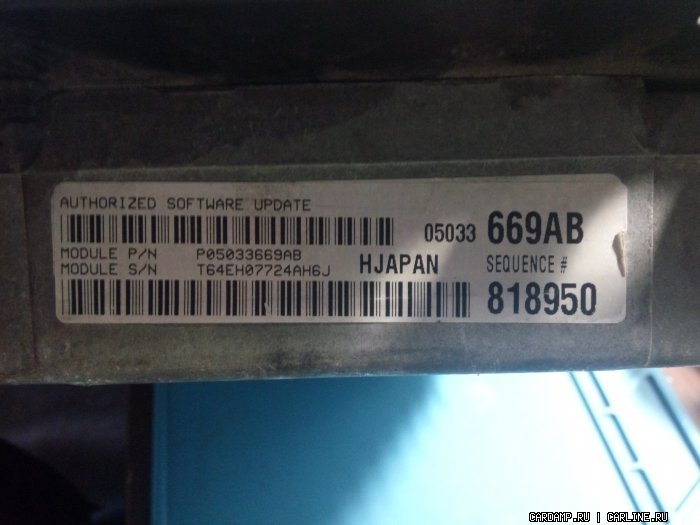 AUTHORIZED SOFTWARE UPDATE
05033 669AB
MODULE P/N P05033669AB
MODULE S/N T64EH07724AH6J
HJAPAN
SEQUENCE #
818950
CARDAMP.RU | CARLINE.RU